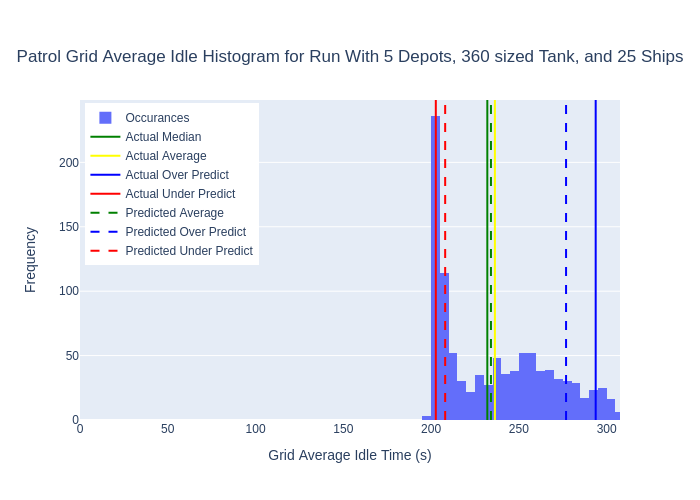 Patrol Grid Average Idle Histogram for Run With 5 Depots, 360 sized Tank, and 25 Ships
Occurances
Actual Median
Actual Average
Actual Over Predict
Actual Under Predict
Predicted Average
Predicted Over Predict
Predicted Under Predict
200
150
100
50
0
Frequency
0 50 100 150 200 250 300
Grid Average Idle Time (s)